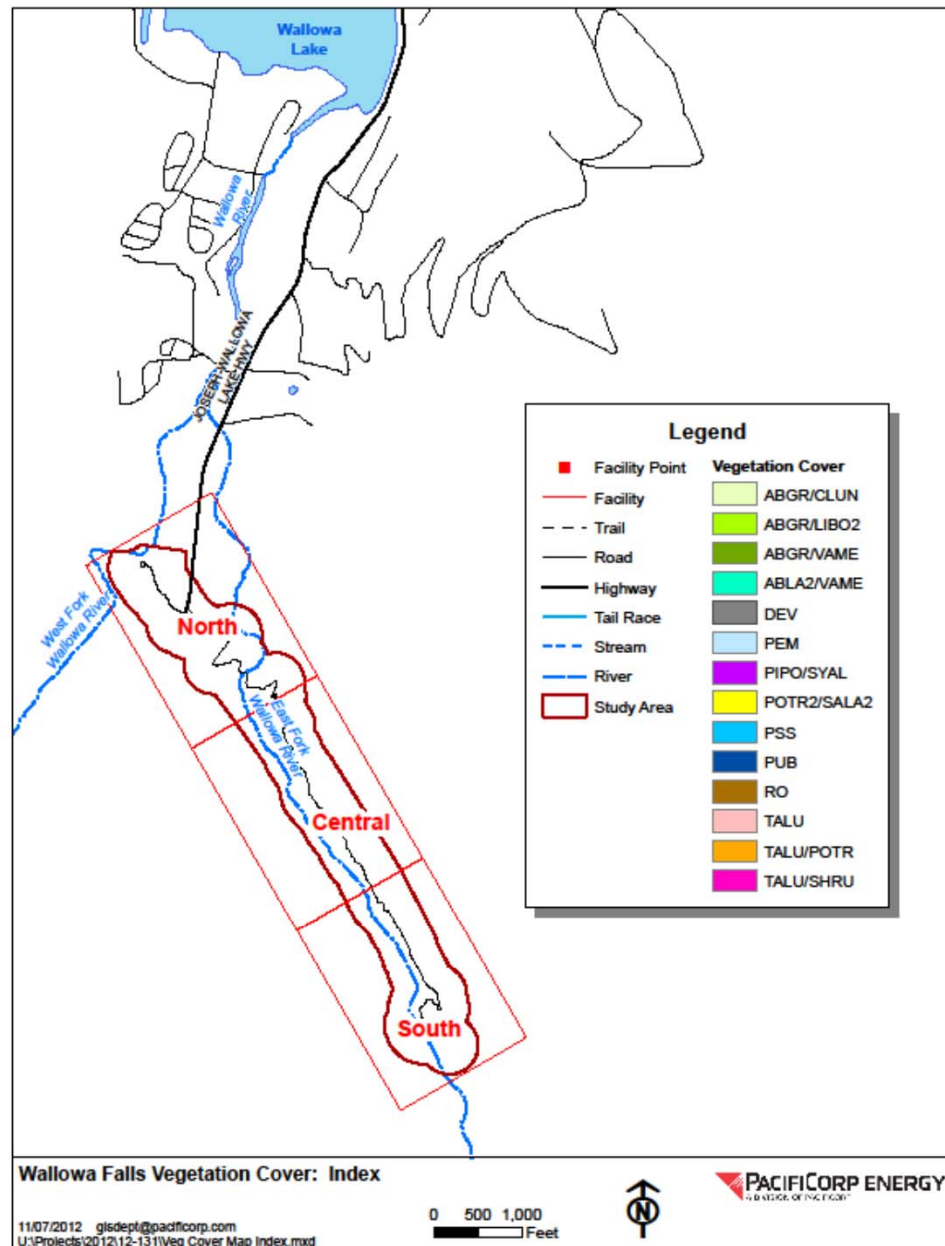 Wallowa
Lake
Wallowa
River
JOSEPH-WALLOWA
LAKE HWY
West Fork
Wallowa River
North
East Fork
Wallowa River
Central
South
Legend
Facility Point
Facility
Trail
Road
Highway
Tail Race
Stream
River
Study Area
Vegetation Cover
ABGR/CLUN
ABGR/LIBO2
ABGR/VAME
ABLA2/VAME
DEV
PEM
PIPO/SYAL
POTR2/SALA2
PSS
PUB
RO
TALU
TALU/POTR
TALU/SHRU
Wallowa Falls Vegetation Cover: Index
11/07/2012 gisdept@pacificorp.com
U:\Projects\2012\12-131\Veg Cover Map Index.mxd
0 500 1,000
Feet
N
PACIFICORP ENERGY
A DIVISION OF PACIFICORP